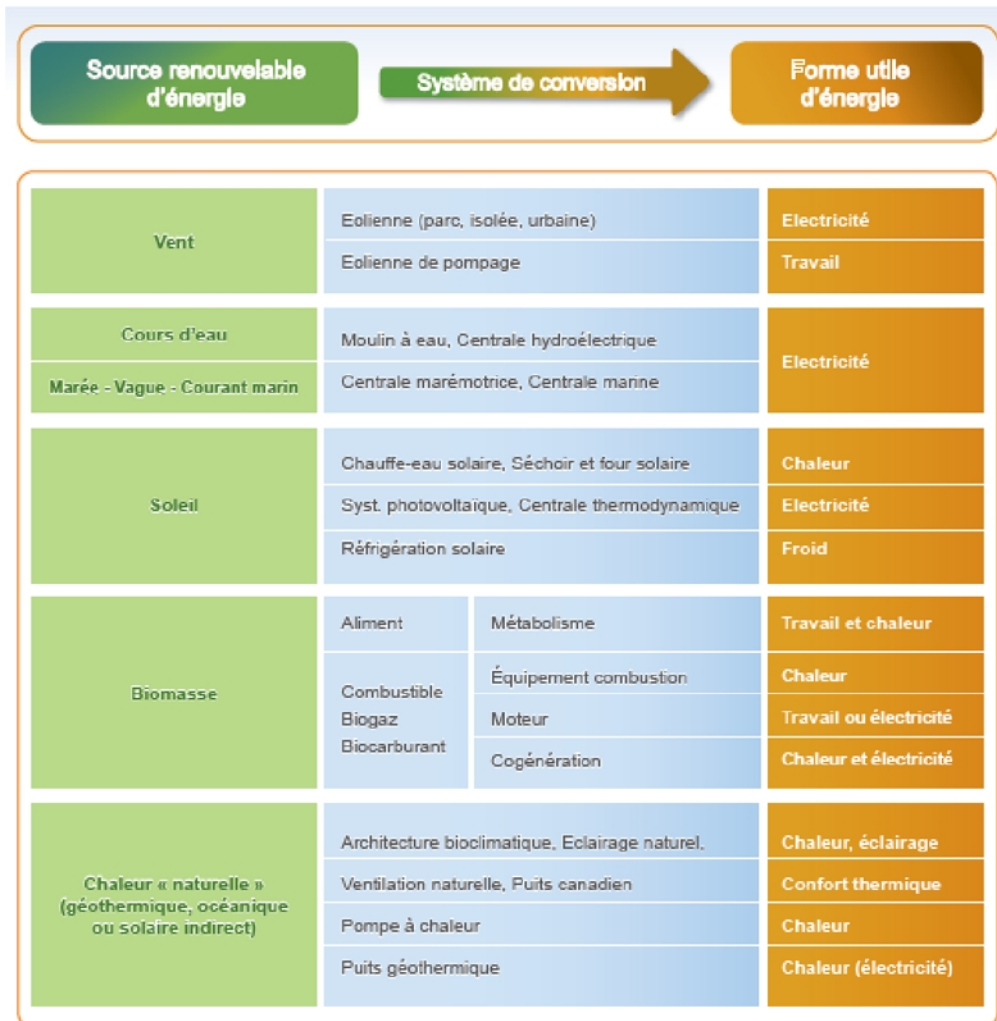 Source renouvelable
d'énergie
Système de conversion
Forme utile
d'énergie
Vent
Eolienne (parc, isolée, urbaine)
Electricité
Eolienne de pompage
Travail
Cours d'eau
Moulin à eau, Centrale hydroélectrique
Electricité
Marée - Vague - Courant marin
Centrale marémotrice, Centrale marine
Soleil
Chauffe-eau solaire, Séchoir et four solaire
Chaleur
Syst. photovoltaïque, Centrale thermodynamique
Electricité
Réfrigération solaire
Froid
Biomasse
Aliment
Métabolisme
Travail et chaleur
Combustible
Biogaz
Biocarburant
Équipement combustion
Chaleur
Moteur
Travail ou électricité
Cogénération
Chaleur et électricité
Chaleur « naturelle »
(géothermique, océanique
ou solaire indirect)
Architecture bioclimatique, Eclairage naturel,
Chaleur, éclairage
Ventilation naturelle, Puits canadien
Confort thermique
Pompe à chaleur
Chaleur
Puits géothermique
Chaleur (électricité)